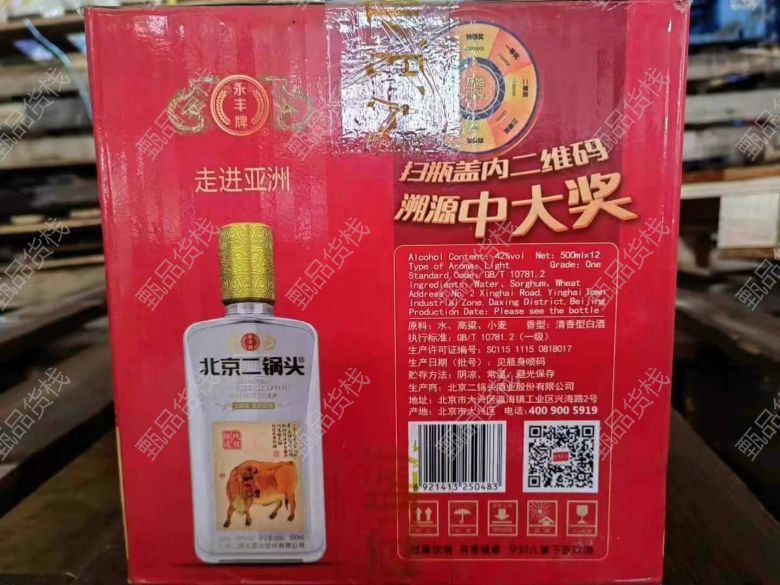 永丰牌
走进亚洲
扫瓶盖内二维码
溯源中大奖
Alcohol Content: 42%vol Net: 500ml×12
Type of Aroma: Light Grade: One
Standard Code: GB/T 10781.2
Ingredients: Water, Sorghum, Wheat
Address: No.2 Xinghai Road, Yinghai Town
Industrial Zone, Daxing District, Beijing
Production Date: Please see the bottle
原料：水、高粱、小麦 香型：清香型白酒
执行标准：GB/T 10781.2（一级）
生产许可证编号：SC115 1115 0818017
生产日期（批号）：见瓶身喷码
贮存方法：阴凉、常温、避光保存
生产商：北京二锅头酒业股份有限公司
地址：北京市大兴区瀛海镇工业区兴海路2号
产地：北京市大兴区 电话：400 900 5919
北京二锅头
6 921413 250483
过量饮酒 有害健康 孕妇儿童不宜饮酒
甄品货栈